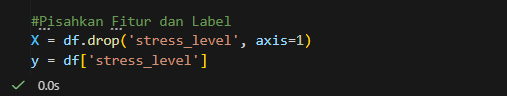 #Pisahkan Fitur dan Label
X = df.drop('stress_level', axis=1)
y = df['stress_level']
0.0s